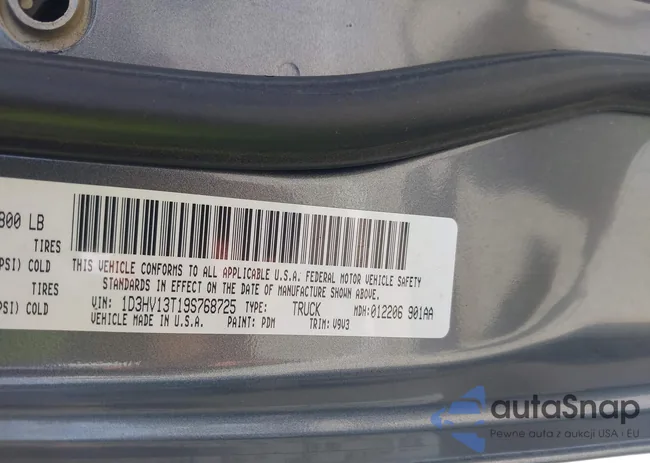 800 LB
TIRES
PSI) COLD
TIRES
PSI) COLD
THIS VEHICLE CONFORMS TO ALL APPLICABLE U.S.A. FEDERAL MOTOR VEHICLE SAFETY
STANDARDS IN EFFECT ON THE DATE OF MANUFACTURE SHOWN ABOVE.
VIN: 1D3HV13T19S768725 TYPE: TRUCK MDH:012206 901AA
VEHICLE MADE IN U.S.A. PAINT: PDM TRIM: V9V3
autaSnap
Pewne auta z aukcji USA i EU